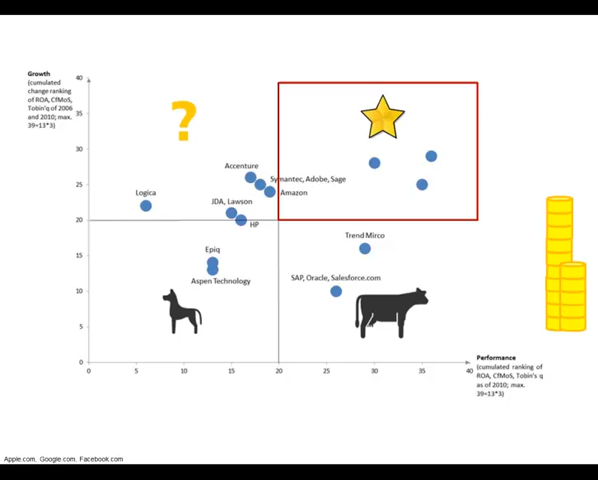 Growth
(cumulated
change ranking
of ROA, CfMoS,
Tobin'q of 2006
and 2010; max.
39=13*3)
40
35
30
25
20
15
10
5
0
?
Accenture
Symantec, Adobe, Sage
Amazon
Logica
JDA, Lawson
HP
Trend Mirco
Epiq
Aspen Technology
SAP, Oracle, Salesforce.com
0 5 10 15 20 25 30 35 40
Performance
(cumulated ranking of
ROA, CfMoS, Tobin's q
as of 2010; max.
39=13*3)
Apple.com, Google.com, Facebook.com